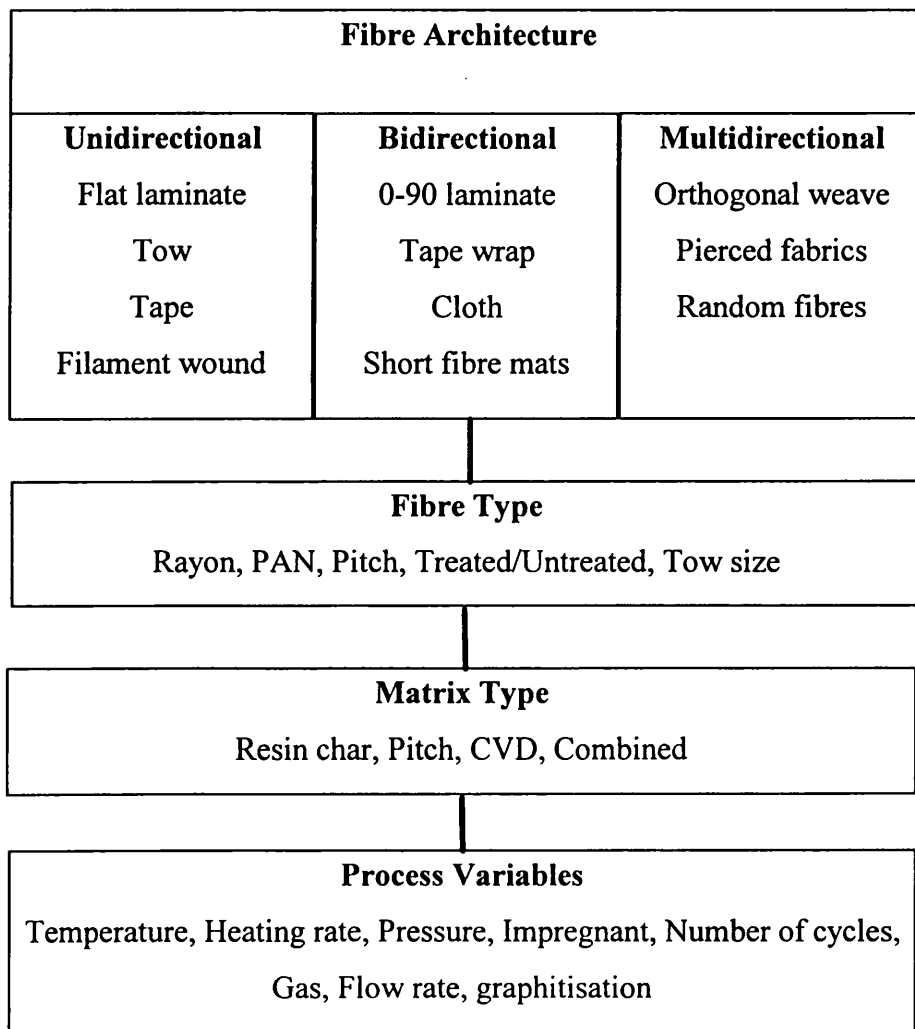 Fibre Architecture
Unidirectional
Flat laminate
Tow
Tape
Filament wound
Bidirectional
0-90 laminate
Tape wrap
Cloth
Short fibre mats
Multidirectional
Orthogonal weave
Pierced fabrics
Random fibres
Fibre Type
Rayon, PAN, Pitch, Treated/Untreated, Tow size
Matrix Type
Resin char, Pitch, CVD, Combined
Process Variables
Temperature, Heating rate, Pressure, Impregnant, Number of cycles,
Gas, Flow rate, graphitisation